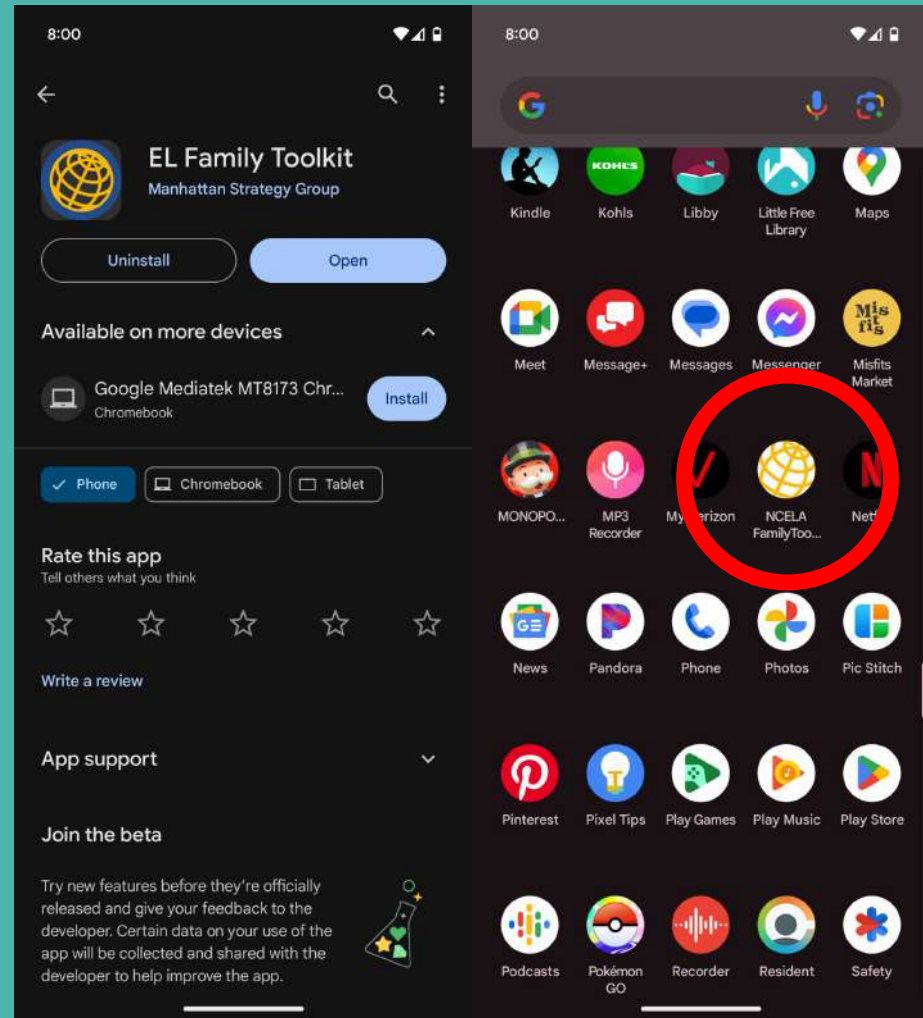 8:00
EL Family Toolkit
Manhattan Strategy Group
Uninstall
Open
Available on more devices
Google Mediatek MT8173 Chr...
Chromebook
Install
Phone
Chromebook
Tablet
Rate this app
Tell others what you think
Write a review
App support
Join the beta
Try new features before they're officially
released and give your feedback to the
developer. Certain data on your use of the
app will be collected and shared with the
developer to help improve the app.
8:00
KOHL'S
Kindle
Kohls
Libby
Little Free
Library
Maps
Mis
fits
Meet
Message+
Messages
Messenger
Misfits
Market
MONOPO...
MP3
Recorder
My Verizon
NCELA
FamilyToo...
Netflix
News
Pandora
Phone
Photos
Pic Stitch
Pinterest
Pixel Tips
Play Games
Play Music
Play Store
Podcasts
Pokémon
GO
Recorder
Resident
Safety